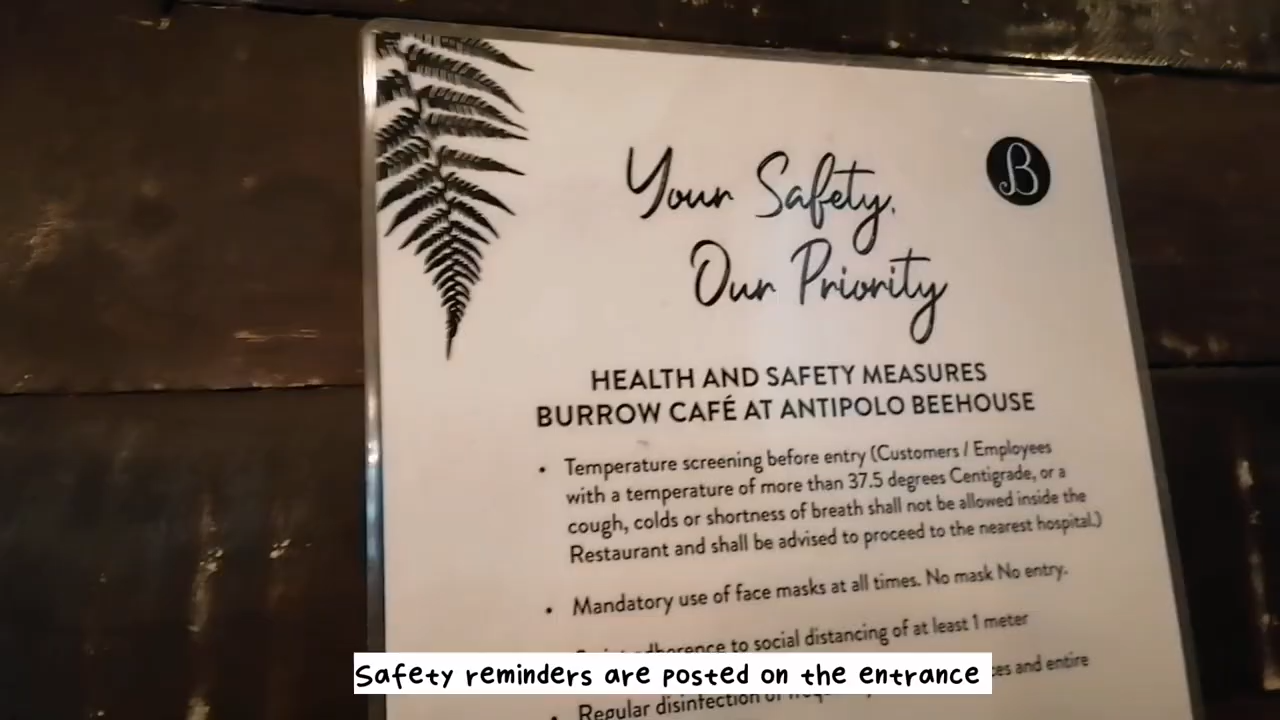 Your Safety,
Our Priority
B
HEALTH AND SAFETY MEASURES
BURROW CAFÉ AT ANTIPOLO BEEHOUSE
• Temperature screening before entry (Customers / Employees
with a temperature of more than 37.5 degrees Centigrade, or a
cough, colds or shortness of breath shall not be allowed inside the
Restaurant and shall be advised to proceed to the nearest hospital.)
• Mandatory use of face masks at all times. No mask No entry.
adherence to social distancing of at least 1 meter
and entire
• Regular disinfection of
Safety reminders are posted on the entrance